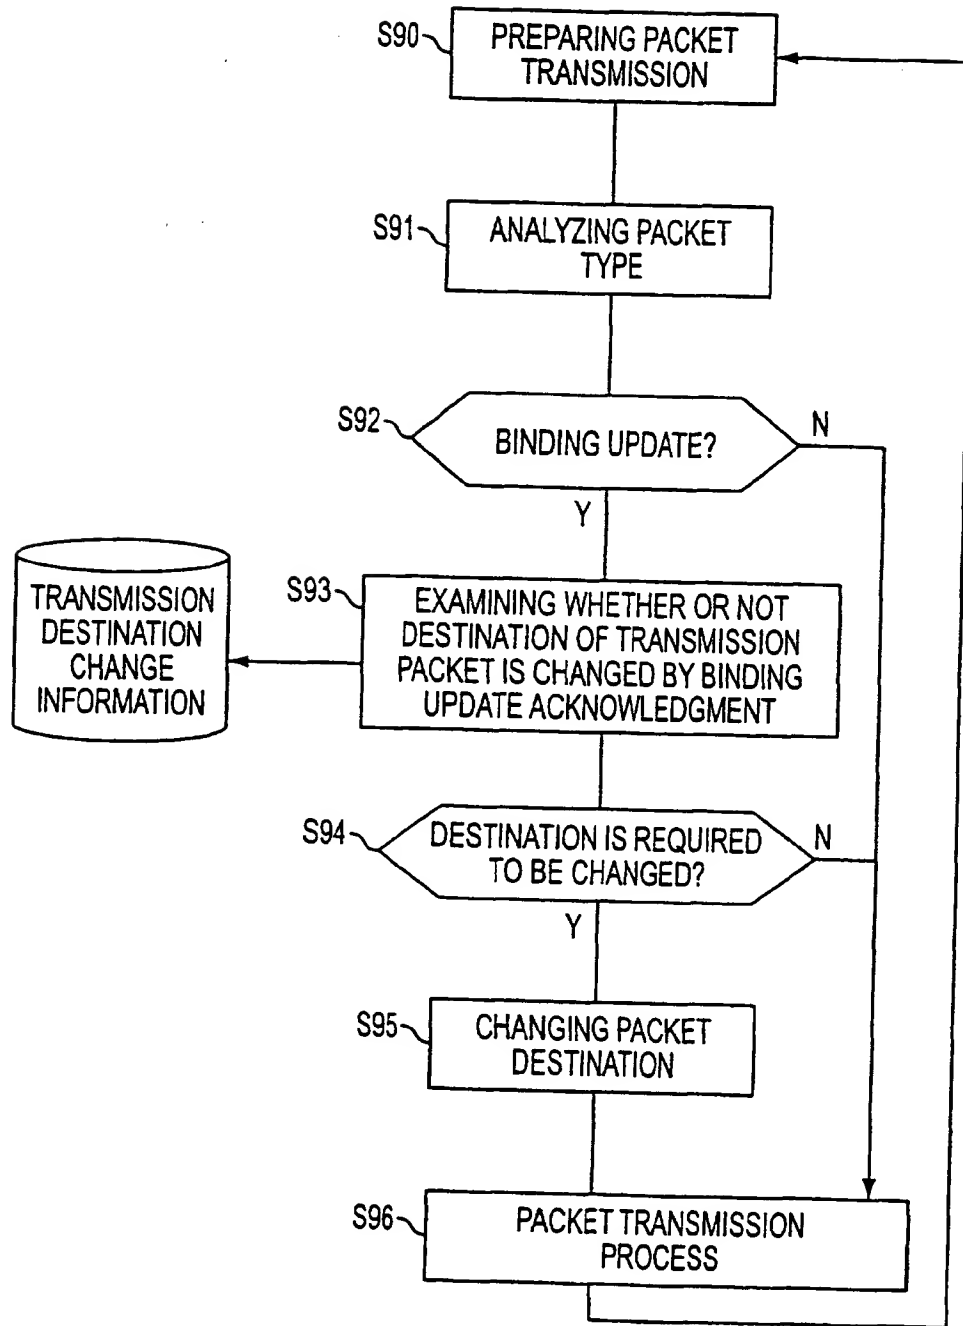 S90
PREPARING PACKET
TRANSMISSION
S91
ANALYZING PACKET
TYPE
S92
BINDING UPDATE?
N
Y
TRANSMISSION
DESTINATION
CHANGE
INFORMATION
S93
EXAMINING WHETHER OR NOT
DESTINATION OF TRANSMISSION
PACKET IS CHANGED BY BINDING
UPDATE ACKNOWLEDGMENT
S94
DESTINATION IS REQUIRED
TO BE CHANGED?
N
Y
S95
CHANGING PACKET
DESTINATION
S96
PACKET TRANSMISSION
PROCESS